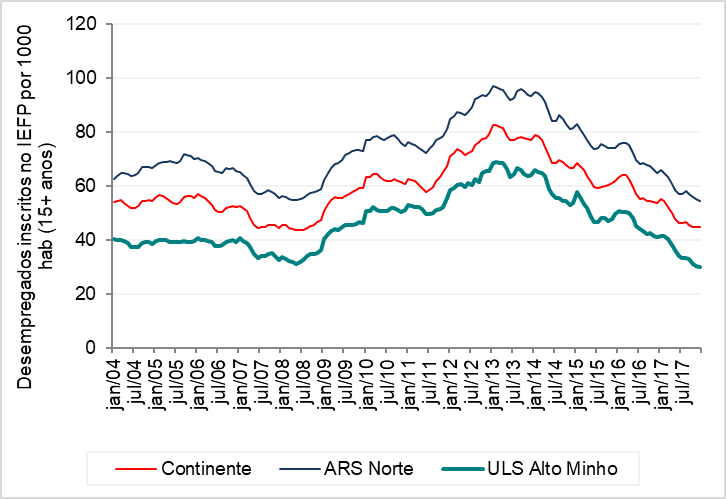 Desempregados inscritos no IEFP por 1000
hab (15+ anos)
120
100
80
60
40
20
0
jan/04
jul/04
jan/05
jul/05
jan/06
jul/06
jan/07
jul/07
jan/08
jul/08
jan/09
jul/09
jan/10
jul/10
jan/11
jul/11
jan/12
jul/12
jan/13
jul/13
jan/14
jul/14
jan/15
jul/15
jan/16
jul/16
jan/17
jul/17
Continente
ARS Norte
ULS Alto Minho